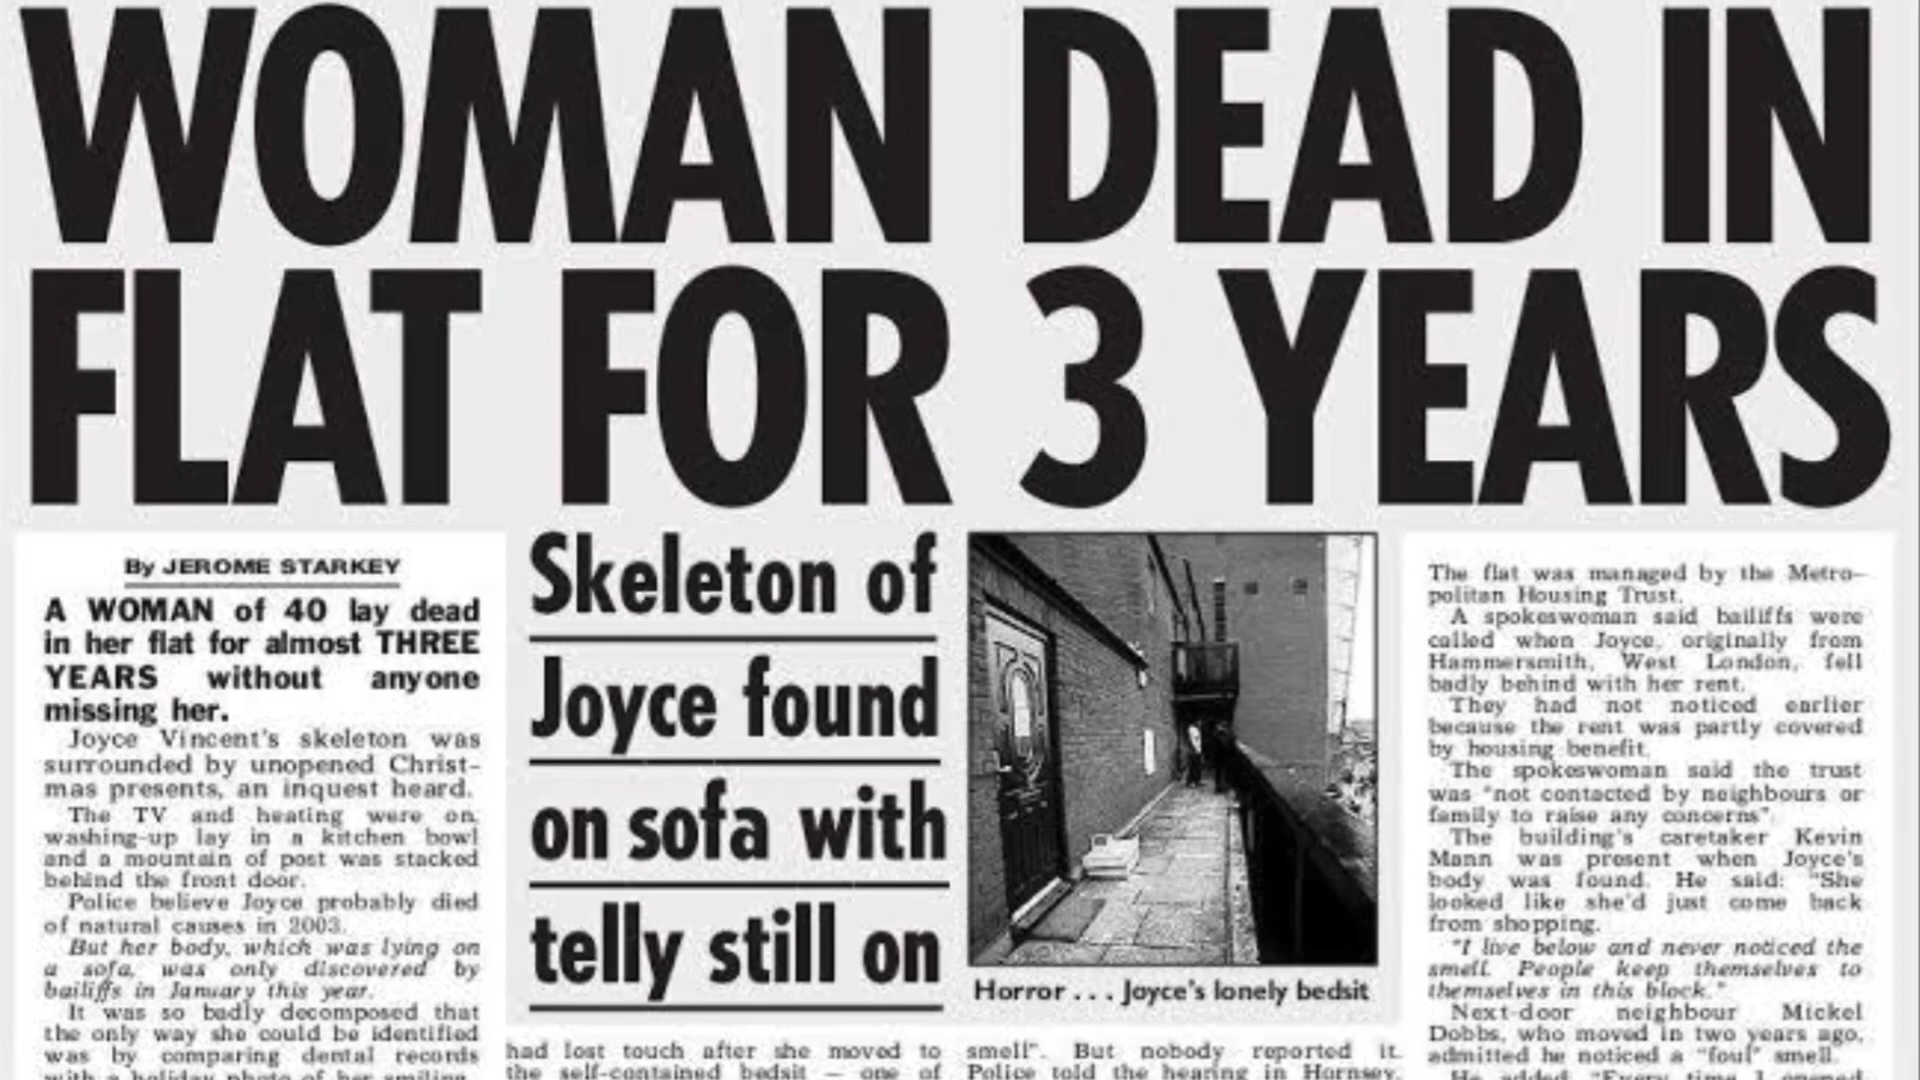 WOMAN DEAD IN
FLAT FOR 3 YEARS
By JEROME STARKEY
A WOMAN of 40 lay dead
in her flat for almost THREE
YEARS without anyone
missing her.
Joyce Vincent's skeleton was
surrounded by unopened Christ-
mas presents, an inquest heard.
The TV and heating were on,
washing-up lay in a kitchen bowl
and a mountain of post was stacked
behind the front door.
Police believe Joyce probably died
of natural causes in 2003.
But her body, which was lying on
a sofa, was only discovered by
bailiffs in January this year.
It was so badly decomposed that
the only way she could be identified
was by comparing dental records
with a holiday photo of her smiling.
Skeleton of
Joyce found
on sofa with
telly still on
had lost touch after she moved to
the self-contained bedsit — one of
Horror . . . Joyce's lonely bedsit
smell". But nobody reported it.
Police told the hearing in Hornsey,
The flat was managed by the Metro-
politan Housing Trust.
A spokeswoman said bailiffs were
called when Joyce, originally from
Hammersmith, West London, fell
badly behind with her rent.
They had not noticed earlier
because the rent was partly covered
by housing benefit.
The spokeswoman said the trust
was "not contacted by neighbours or
family to raise any concerns".
The building's caretaker Kevin
Mann was present when Joyce's
body was found. He said: "She
looked like she'd just come back
from shopping.
"I live below and never noticed the
smell. People keep themselves to
themselves in this block."
Next-door neighbour Mickel
Dobbs, who moved in two years ago,
admitted he noticed a "foul" smell.
He added: "Every time I opened